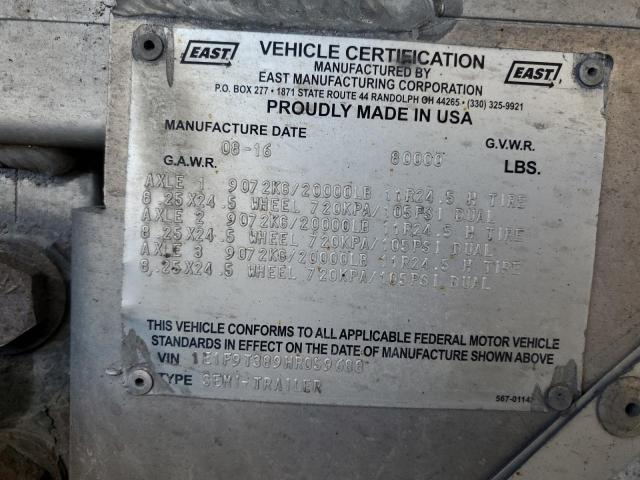 EAST VEHICLE CERTIFICATION EAST
MANUFACTURED BY
EAST MANUFACTURING CORPORATION
P.O. BOX 277 • 1871 STATE ROUTE 44 RANDOLPH OH 44265 • (330) 325-9921
PROUDLY MADE IN USA
MANUFACTURE DATE G.V.W.R.
08-16 80000
G.A.W.R. LBS.
AXLE 1 9072KG/20000LB 11R24.5 H TIRE
8.25X24.5 WHEEL 720KPA/105PSI DUAL
AXLE 2 9072KG/20000LB 11R24.5 H TIRE
8.25X24.5 WHEEL 720KPA/105PSI DUAL
AXLE 3 9072KG/20000LB 11R24.5 H TIRE
8.25X24.5 WHEEL 720KPA/105PSI DUAL
THIS VEHICLE CONFORMS TO ALL APPLICABLE FEDERAL MOTOR VEHICLE
STANDARDS IN EFFECT ON THE DATE OF MANUFACTURE SHOWN ABOVE
VIN
TYPE SEMI-TRAILER